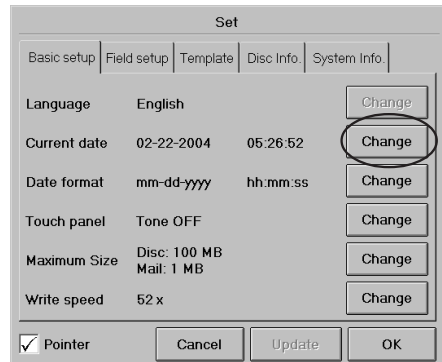 Set
Basic setup Field setup Template Disc Info. System Info.
Language English Change
Current date 02-22-2004 05:26:52 Change
Date format mm-dd-yyyy hh:mm:ss Change
Touch panel Tone OFF Change
Maximum Size Disc: 100 MB
Mail: 1 MB Change
Write speed 52 x Change
Pointer Cancel Update OK